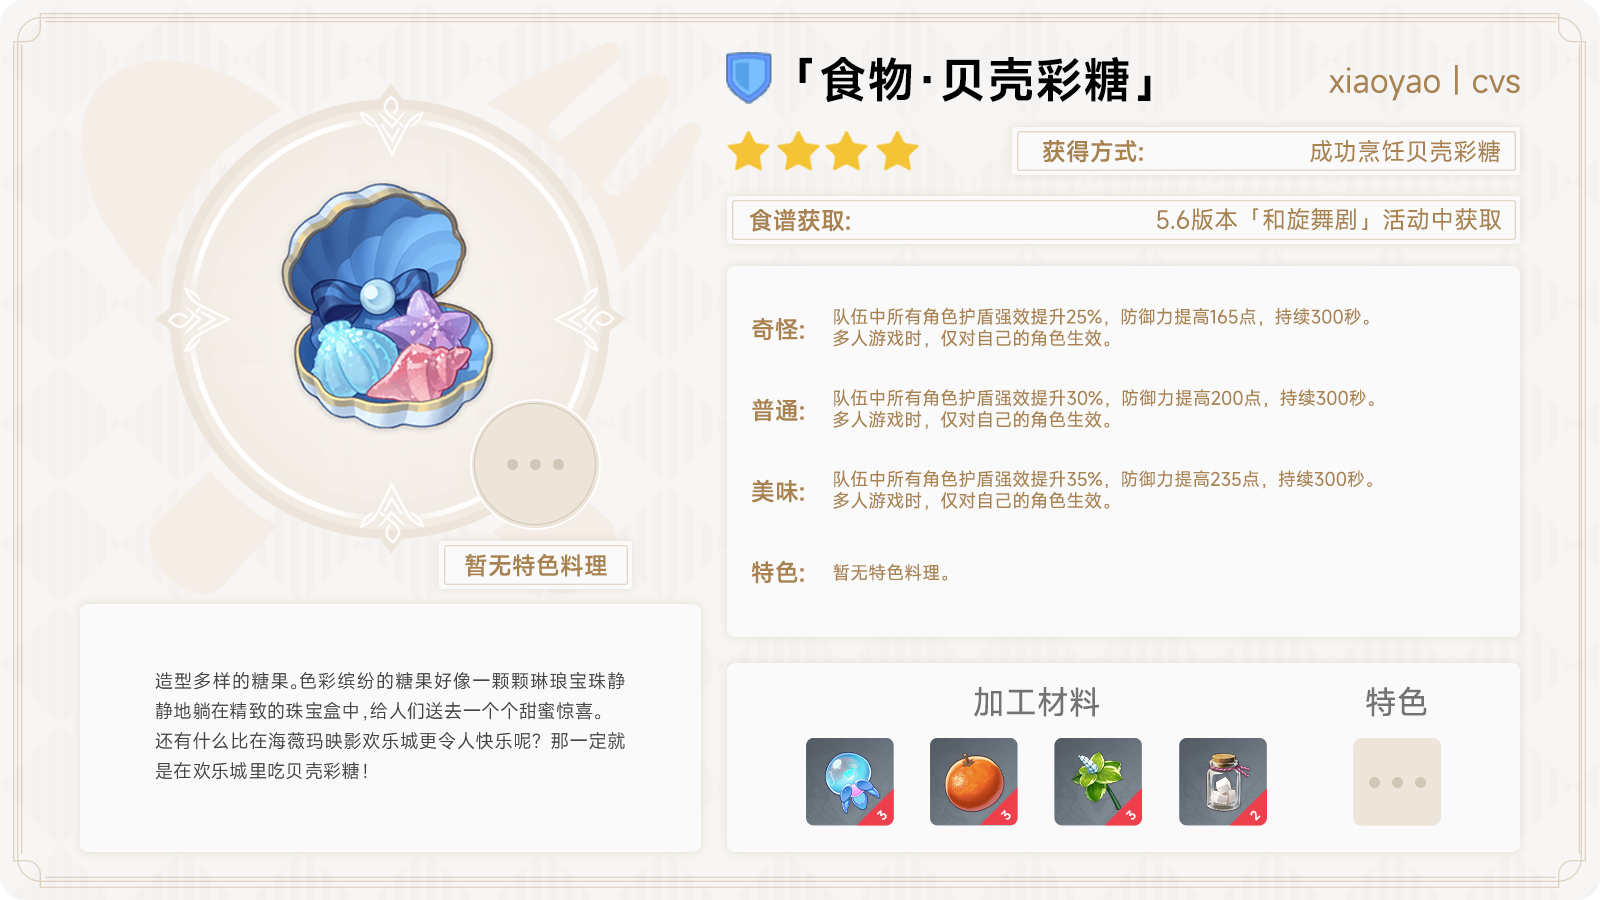 「食物·贝壳彩糖」
xiaoyao | cvs
获得方式:
成功烹饪贝壳彩糖
食谱获取:
5.6版本「和旋舞剧」活动中获取
奇怪:
队伍中所有角色护盾强效提升25%，防御力提高165点，持续300秒。
多人游戏时，仅对自己的角色生效。
普通:
队伍中所有角色护盾强效提升30%，防御力提高200点，持续300秒。
多人游戏时，仅对自己的角色生效。
美味:
队伍中所有角色护盾强效提升35%，防御力提高235点，持续300秒。
多人游戏时，仅对自己的角色生效。
特色:
暂无特色料理。
暂无特色料理
造型多样的糖果。色彩缤纷的糖果好像一颗颗琳琅宝珠静
静地躺在精致的珠宝盒中，给人们送去一个个甜蜜惊喜。
还有什么比在海薇玛映影欢乐城更令人快乐呢？那一定就
是在欢乐城里吃贝壳彩糖！
加工材料
特色
3
3
3
2